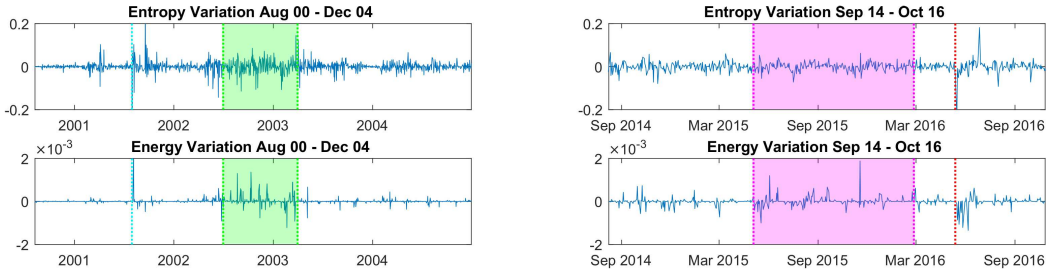 Entropy Variation Aug 00 - Dec 04
0.2
0
-0.2
2001 2002 2003 2004
Energy Variation Aug 00 - Dec 04
×10⁻³
2
0
-2
2001 2002 2003 2004
Entropy Variation Sep 14 - Oct 16
0.2
0
-0.2
Sep 2014 Mar 2015 Sep 2015 Mar 2016 Sep 2016
Energy Variation Sep 14 - Oct 16
×10⁻³
2
0
-2
Sep 2014 Mar 2015 Sep 2015 Mar 2016 Sep 2016